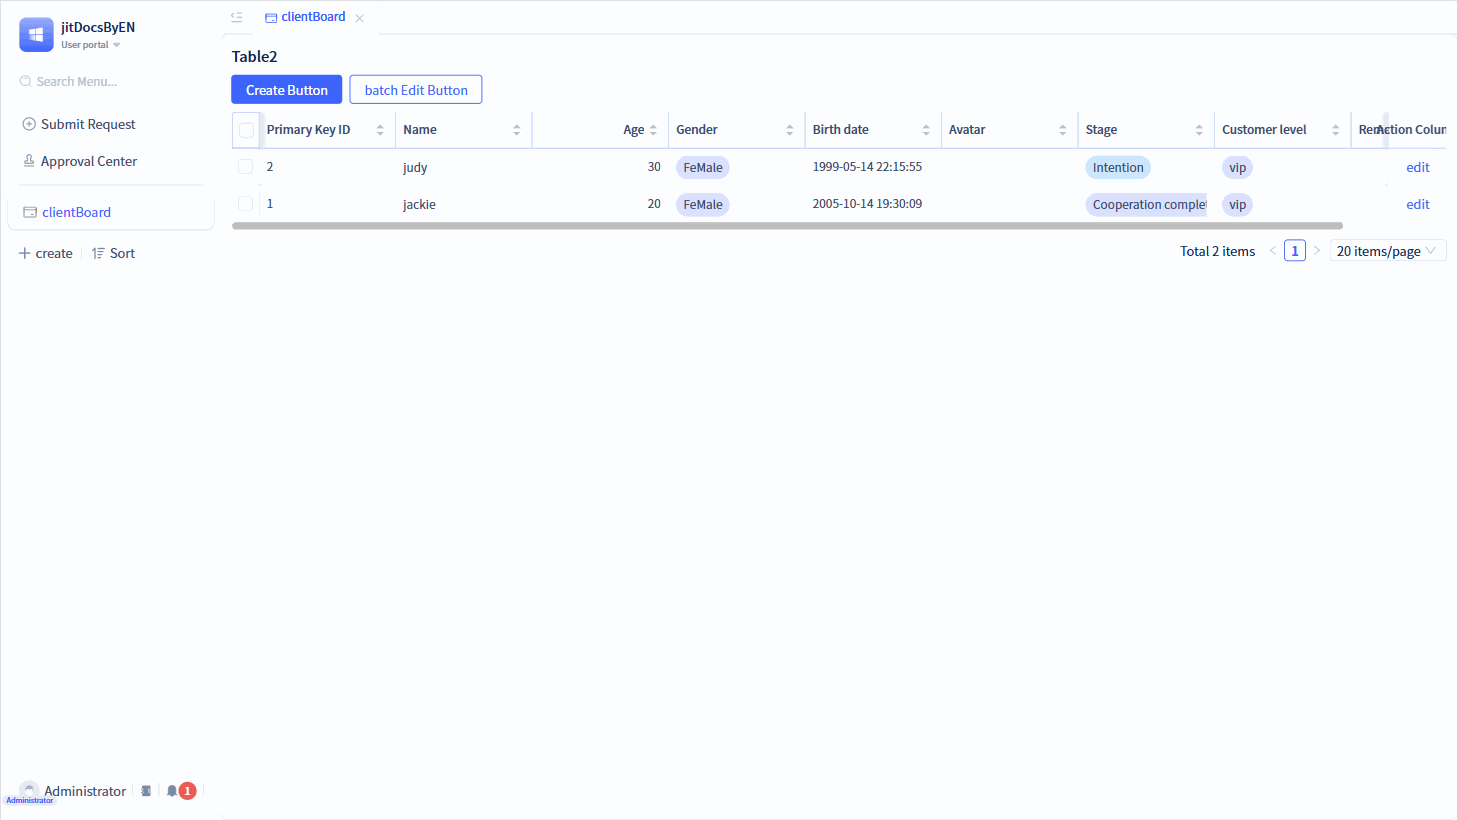 jitDocsByEN
User portal
Search Menu...
Submit Request
Approval Center
clientBoard
create
Sort
Administrator
1
Administrator
clientBoard
Table2
Create Button
batch Edit Button
Primary Key ID Name Age Gender Birth date Avatar Stage Customer level Action Colun
2 judy 30 FeMale 1999-05-14 22:15:55 Intention vip edit
1 jackie 20 FeMale 2005-10-14 19:30:09 Cooperation complet vip edit
Total 2 items 1 20 items/page